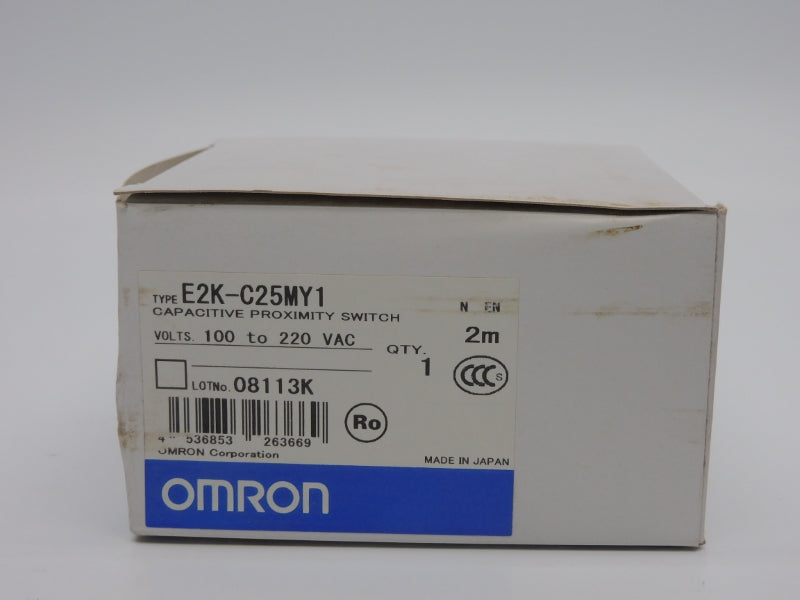 TYPE E2K-C25MY1
CAPACITIVE PROXIMITY SWITCH
N EN
VOLTS. 100 to 220 VAC
2m
QTY. 1
CCC S
LOTNo. 08113K
Ro
4 536853 263669
OMRON Corporation
MADE IN JAPAN
OMRON